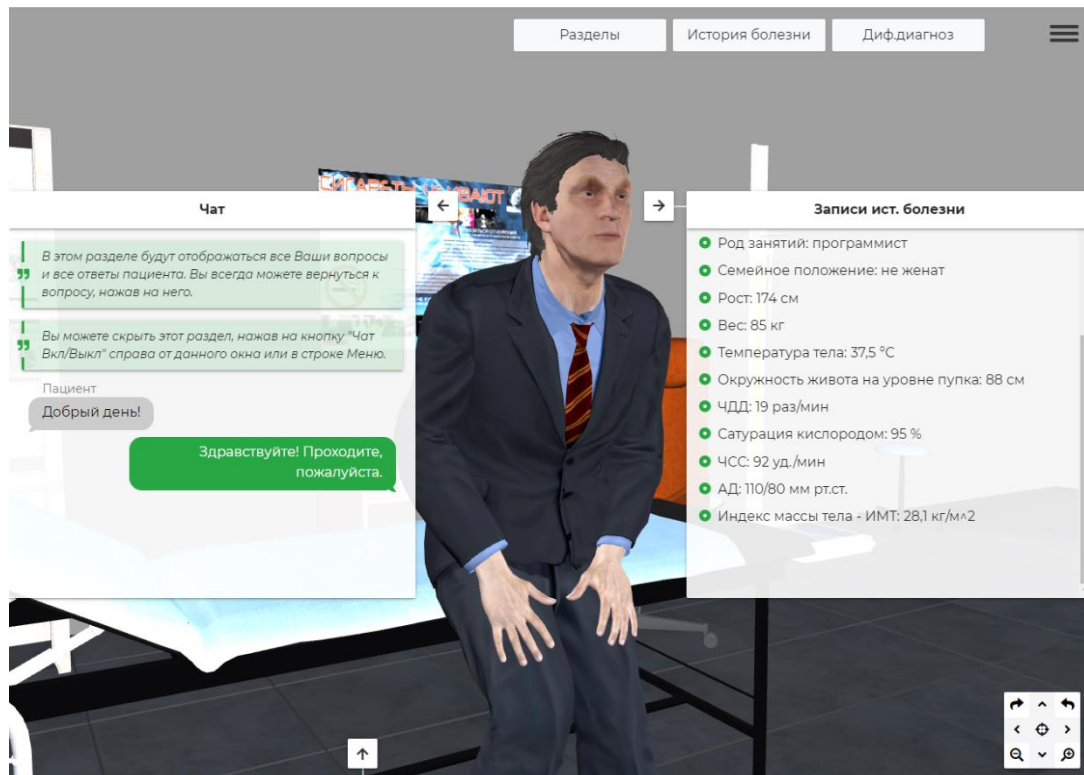 Разделы
История болезни
Диф.диагноз
СИГАРЕТЫ УБИВАЮТ
Чат
В этом разделе будут отображаться все Ваши вопросы
и все ответы пациента. Вы всегда можете вернуться к
вопросу, нажав на него.
Вы можете скрыть этот раздел, нажав на кнопку "Чат
Вкл/Выкл" справа от данного окна или в строке Меню.
Пациент
Добрый день!
Здравствуйте! Проходите,
пожалуйста.
Записи ист. болезни
Род занятий: программист
Семейное положение: не женат
Рост: 174 см
Вес: 85 кг
Температура тела: 37,5 °C
Окружность живота на уровне пупка: 88 см
ЧДД: 19 раз/мин
Сатурация кислородом: 95 %
ЧСС: 92 уд./мин
АД: 110/80 мм рт.ст.
Индекс массы тела - ИМТ: 28,1 кг/м^2